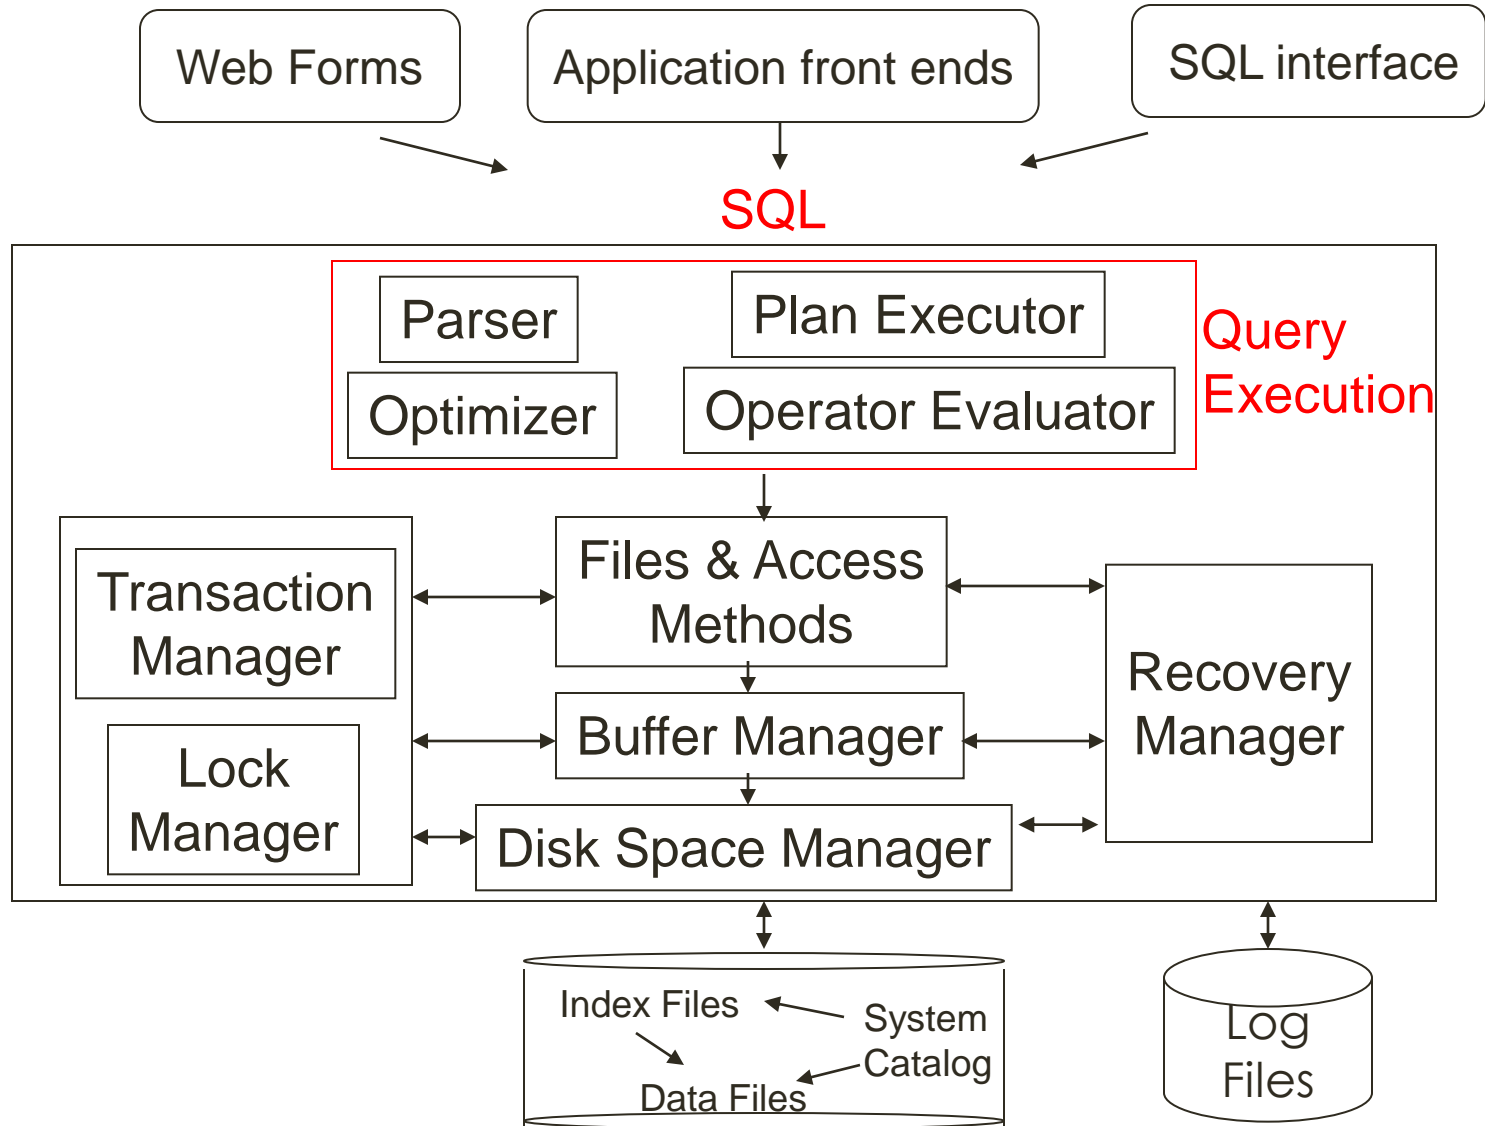 Web Forms
Application front ends
SQL interface
SQL
Parser
Plan Executor
Optimizer
Operator Evaluator
Query
Execution
Transaction
Manager
Lock
Manager
Files & Access
Methods
Buffer Manager
Disk Space Manager
Recovery
Manager
Index Files
System
Catalog
Data Files
Log
Files